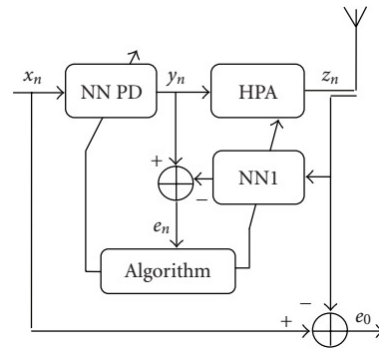 x_n
NN PD
y_n
HPA
z_n
+
−
NN1
e_n
Algorithm
−
+
e_0